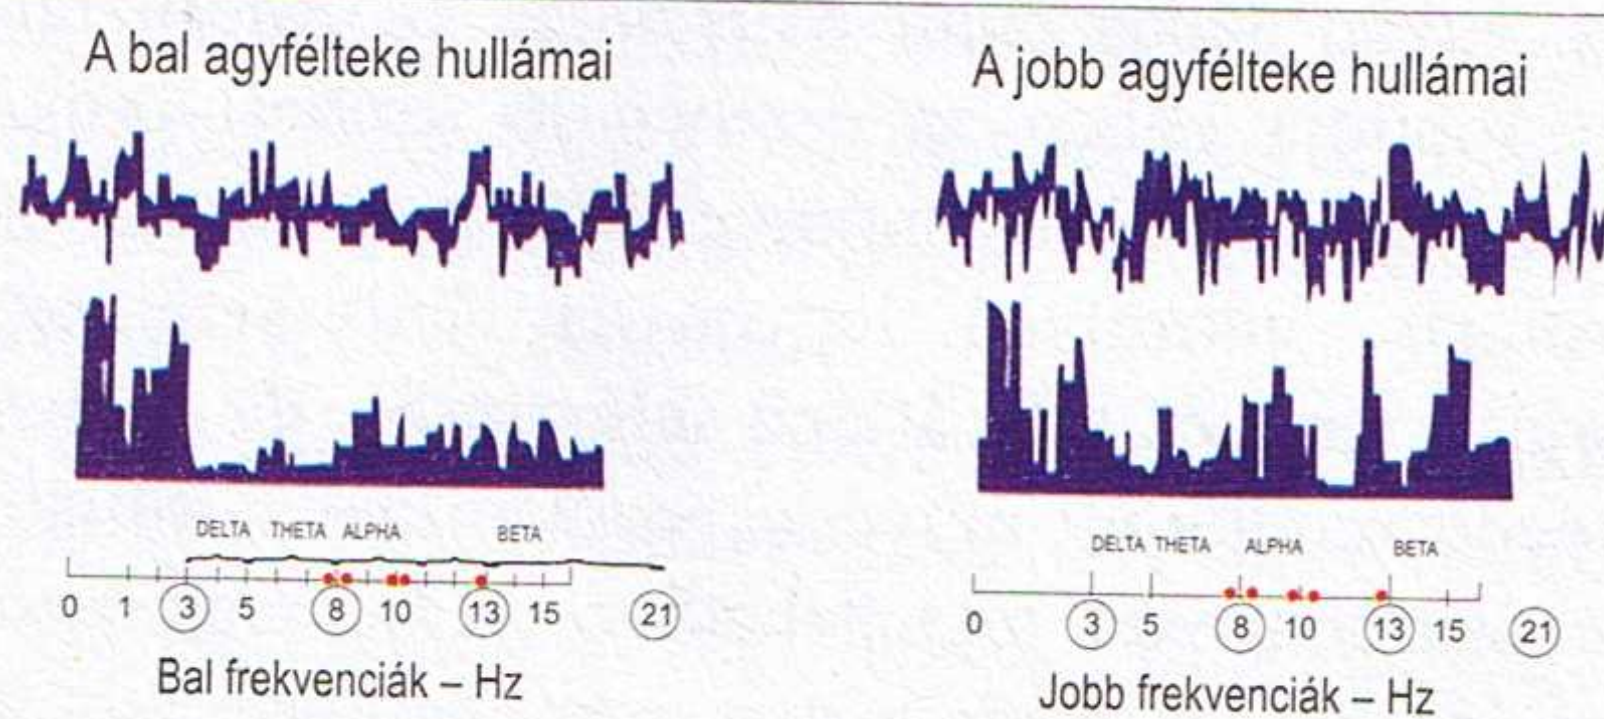 A bal agyfélteke hullámai
DELTA THETA ALPHA BETA
0 1 3 5 8 10 13 15 21
Bal frekvenciák – Hz
A jobb agyfélteke hullámai
DELTA THETA ALPHA BETA
0 3 5 8 10 13 15 21
Jobb frekvenciák – Hz